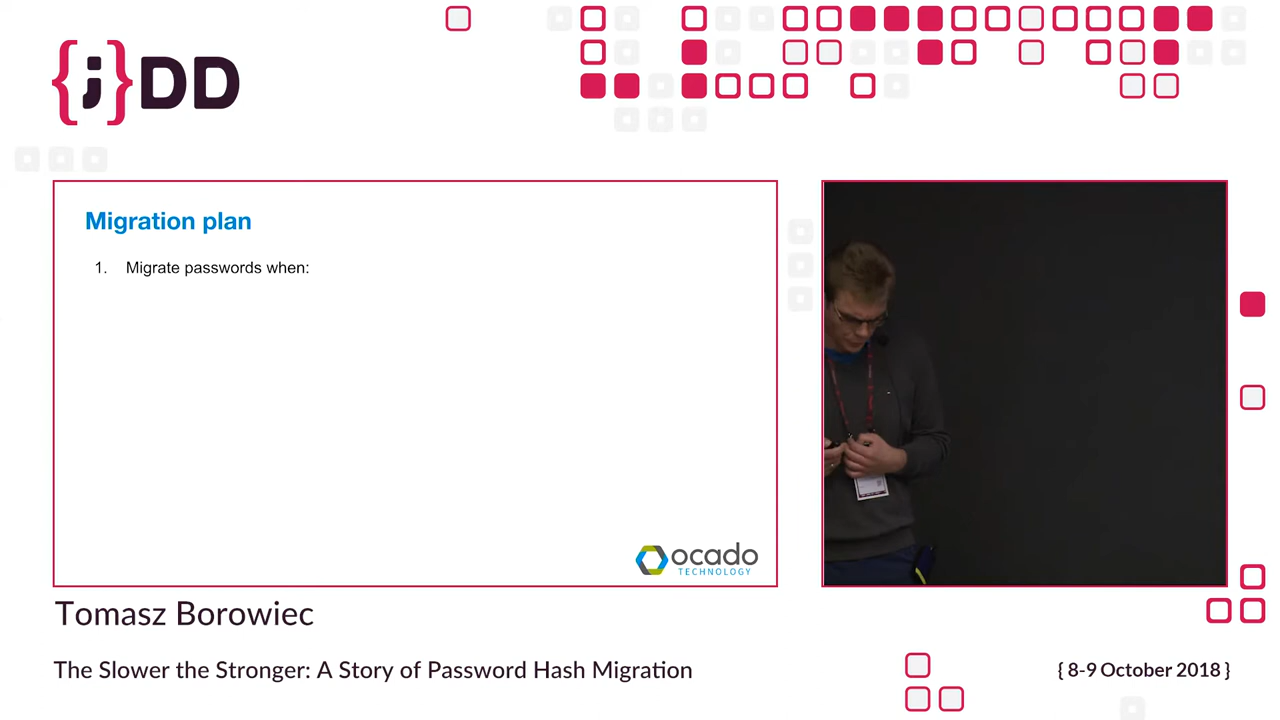 {j}DD
Migration plan
1. Migrate passwords when:
ocado
TECHNOLOGY
Tomasz Borowiec
The Slower the Stronger: A Story of Password Hash Migration
{ 8-9 October 2018 }